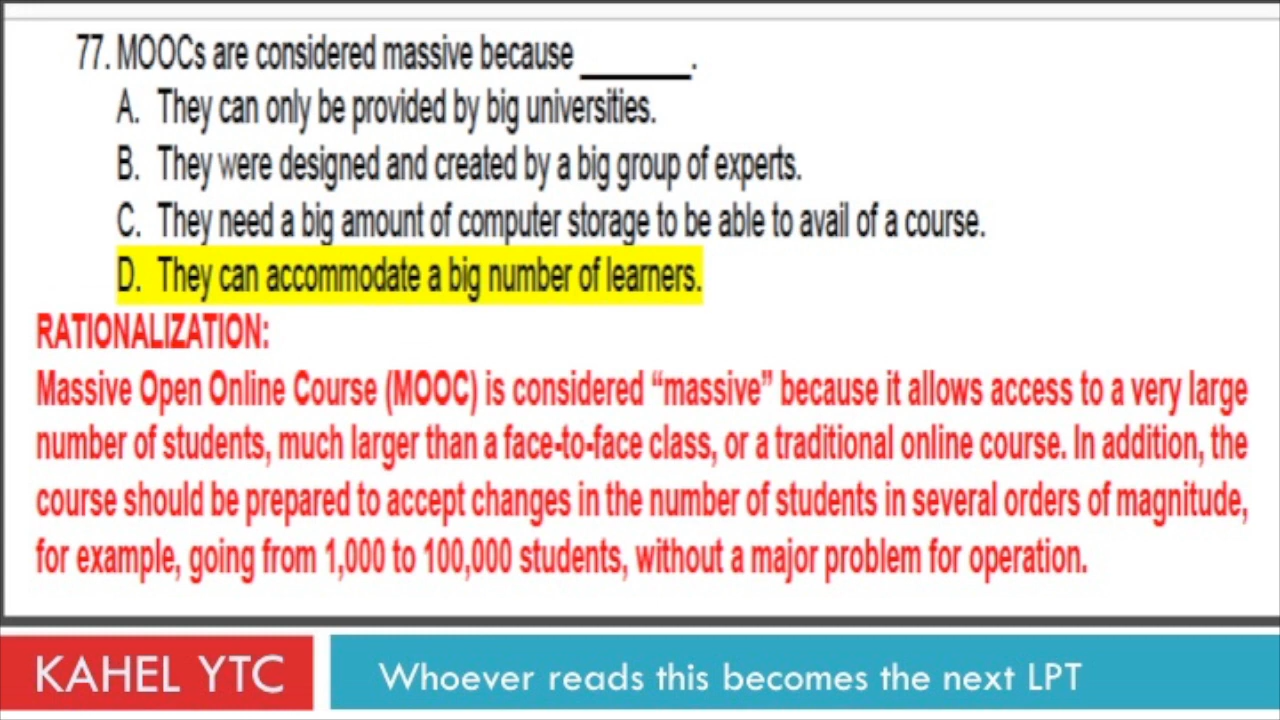 77. MOOCs are considered massive because _______.
A. They can only be provided by big universities.
B. They were designed and created by a big group of experts.
C. They need a big amount of computer storage to be able to avail of a course.
D. They can accommodate a big number of learners.
RATIONALIZATION:
Massive Open Online Course (MOOC) is considered “massive” because it allows access to a very large
number of students, much larger than a face-to-face class, or a traditional online course. In addition, the
course should be prepared to accept changes in the number of students in several orders of magnitude,
for example, going from 1,000 to 100,000 students, without a major problem for operation.
KAHEL YTC
Whoever reads this becomes the next LPT